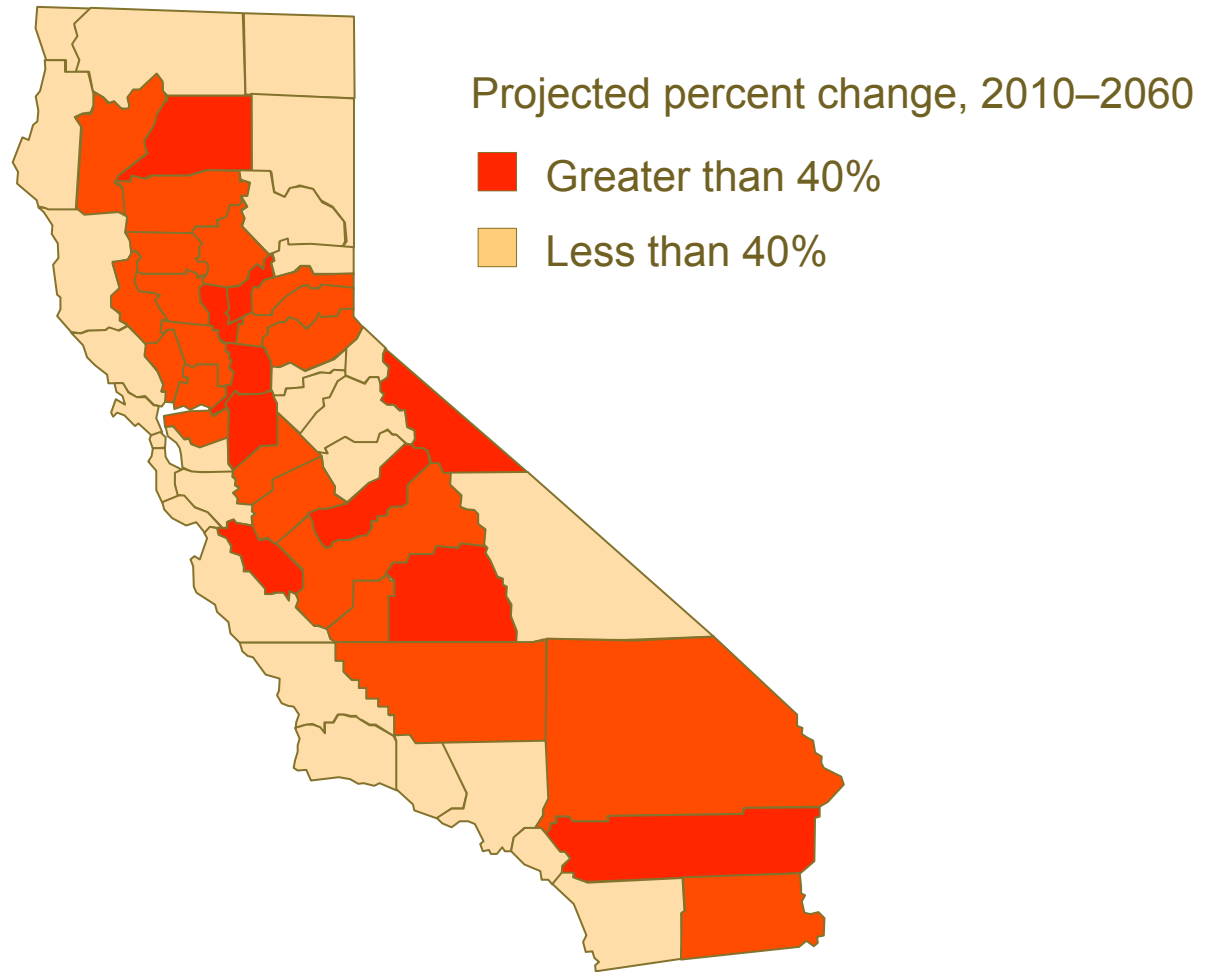 Projected percent change, 2010–2060
Greater than 40%
Less than 40%